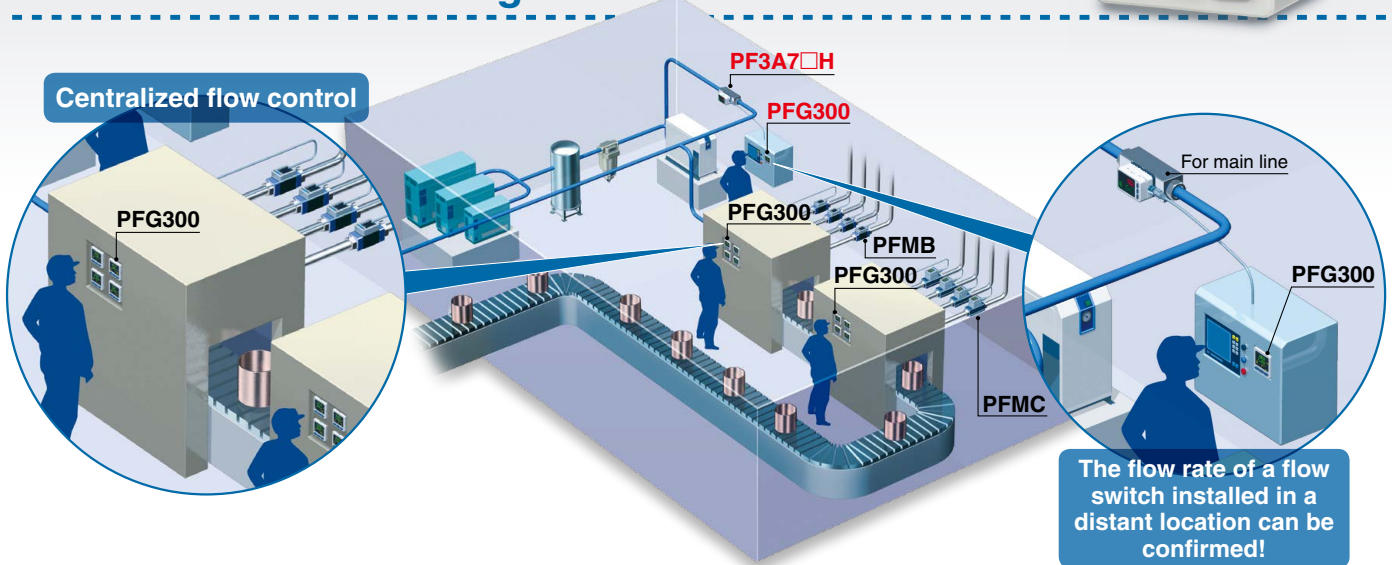 Centralized flow control
PFG300
PF3A7□H
PFG300
PFG300
PFMB
PFG300
PFMC
For main line
PFG300
The flow rate of a flow
switch installed in a
distant location can be
confirmed!